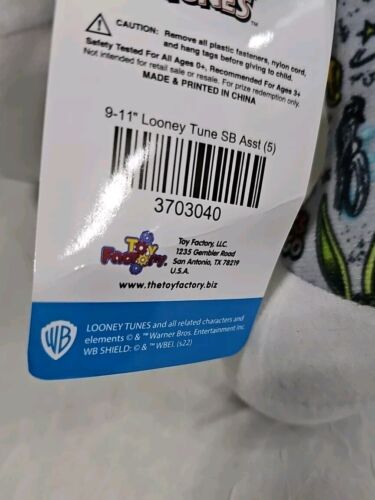 TUNES™
CAUTION: Remove all plastic fasteners, nylon cord,
and hang tags before giving to child.
Safety Tested For All Ages 0+, Recommended For Ages 3+
Not intended for retail sale or resale. For prize redemption only.
MADE & PRINTED IN CHINA
9-11" Looney Tune SB Asst (5)
3703040
Toy Factory
Toy Factory, LLC.
1235 Gembler Road
San Antonio, TX 78219
U.S.A.
www.thetoyfactory.biz
WB
LOONEY TUNES and all related characters and
elements © & ™ Warner Bros. Entertainment Inc.
WB SHIELD: © & ™ WBEI. (s22)